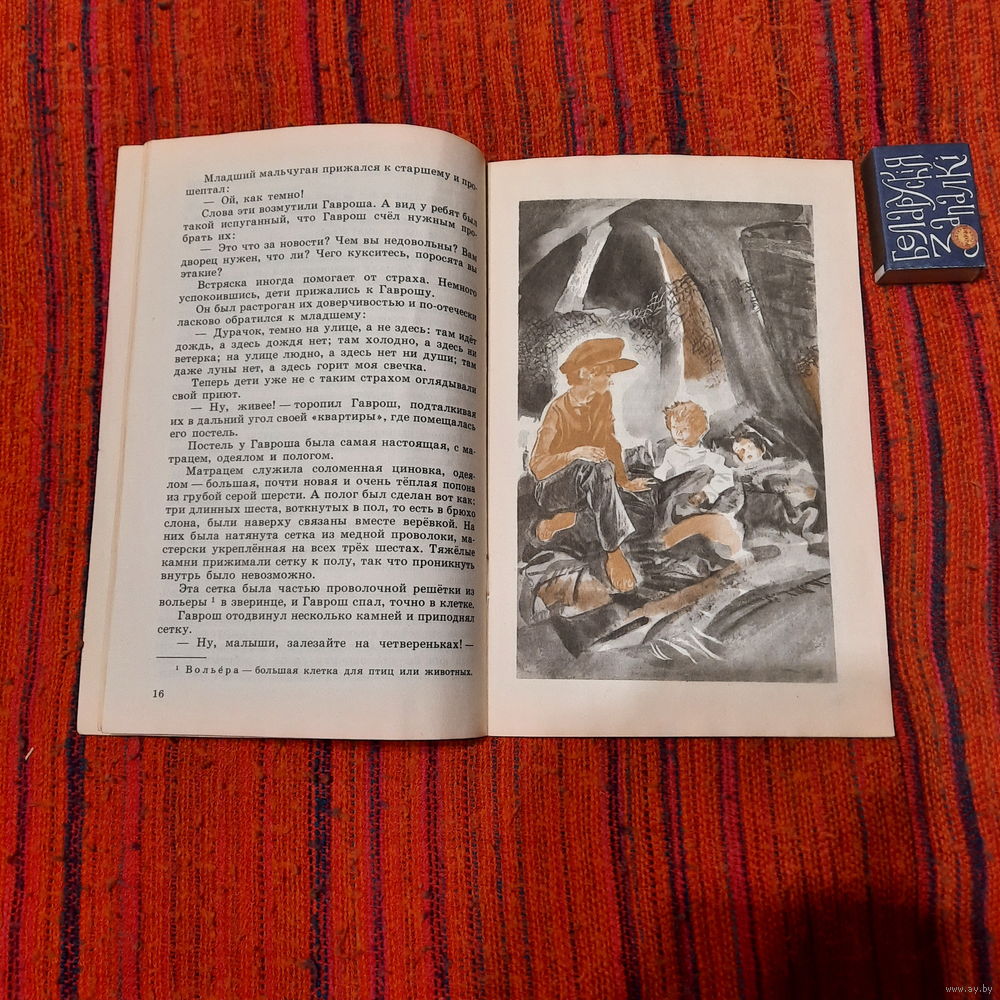 Младший мальчуган прижался к старшему и про-
шептал:
— Ой, как темно!
Слова эти возмутили Гавроша. А вид у ребят был
такой испуганный, что Гаврош счёл нужным про-
брать их:
— Это что за новости? Чем вы недовольны? Вам
дворец нужен, что ли? Чего кукситесь, поросята вы
этакие?
Встряска иногда помогает от страха. Немного
успокоившись, дети прижались к Гаврошу.
Он был растроган их доверчивостью и по-отечески
ласково обратился к младшему:
— Дурачок, темно на улице, а не здесь: там идёт
дождь, а здесь дождя нет; там холодно, а здесь ни
ветерка; на улице людно, а здесь нет ни души; там
даже луны нет, а здесь горит моя свечка.
Теперь дети уже не с таким страхом оглядывали
свой приют.
— Ну, живее! — торопил Гаврош, подталкивая
их в дальний угол своей «квартиры», где помещалась
его постель.
Постель у Гавроша была самая настоящая, с ма-
трацем, одеялом и пологом.
Матрацем служила соломенная циновка, одея-
лом — большая, почти новая и очень тёплая попона
из грубой серой шерсти. А полог был сделан вот как:
три длинных шеста, воткнутых в пол, то есть в брюхо
слона, были наверху связаны вместе верёвкой. На
них была натянута сетка из медной проволоки, ма-
стерски укреплённая на всех трёх шестах. Тяжёлые
камни прижимали сетку к полу, так что проникнуть
внутрь было невозможно.
Эта сетка была частью проволочной решётки из
вольеры ¹ в зверинце, и Гаврош спал, точно в клетке.
Гаврош отодвинул несколько камней и приподнял
сетку.
— Ну, малыши, залезайте на четвереньках! —
¹ Вольера — большая клетка для птиц или животных.
16
Беларускія
Запалкі
www.ay.by